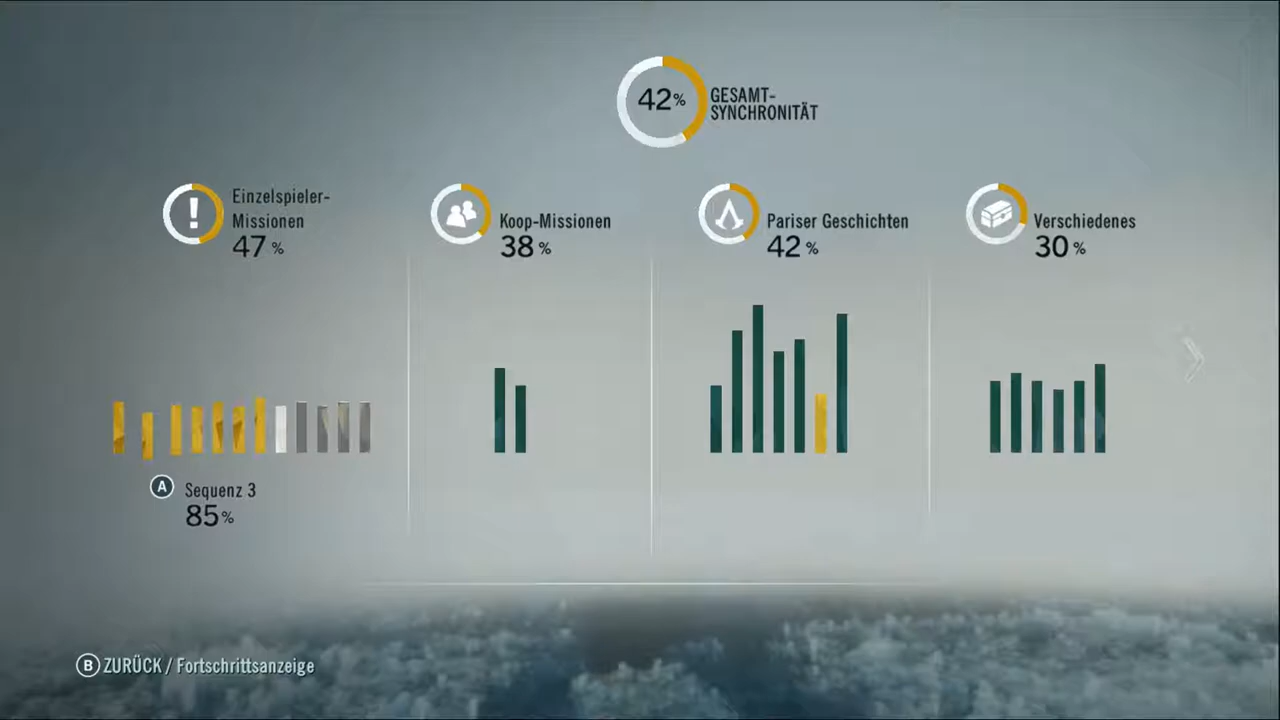 42%
GESAMT-
SYNCHRONITÄT
Einzelspieler-
Missionen
47 %
Koop-Missionen
38 %
Pariser Geschichten
42 %
Verschiedenes
30 %
A Sequenz 3
85%
B ZURÜCK / Fortschrittsanzeige